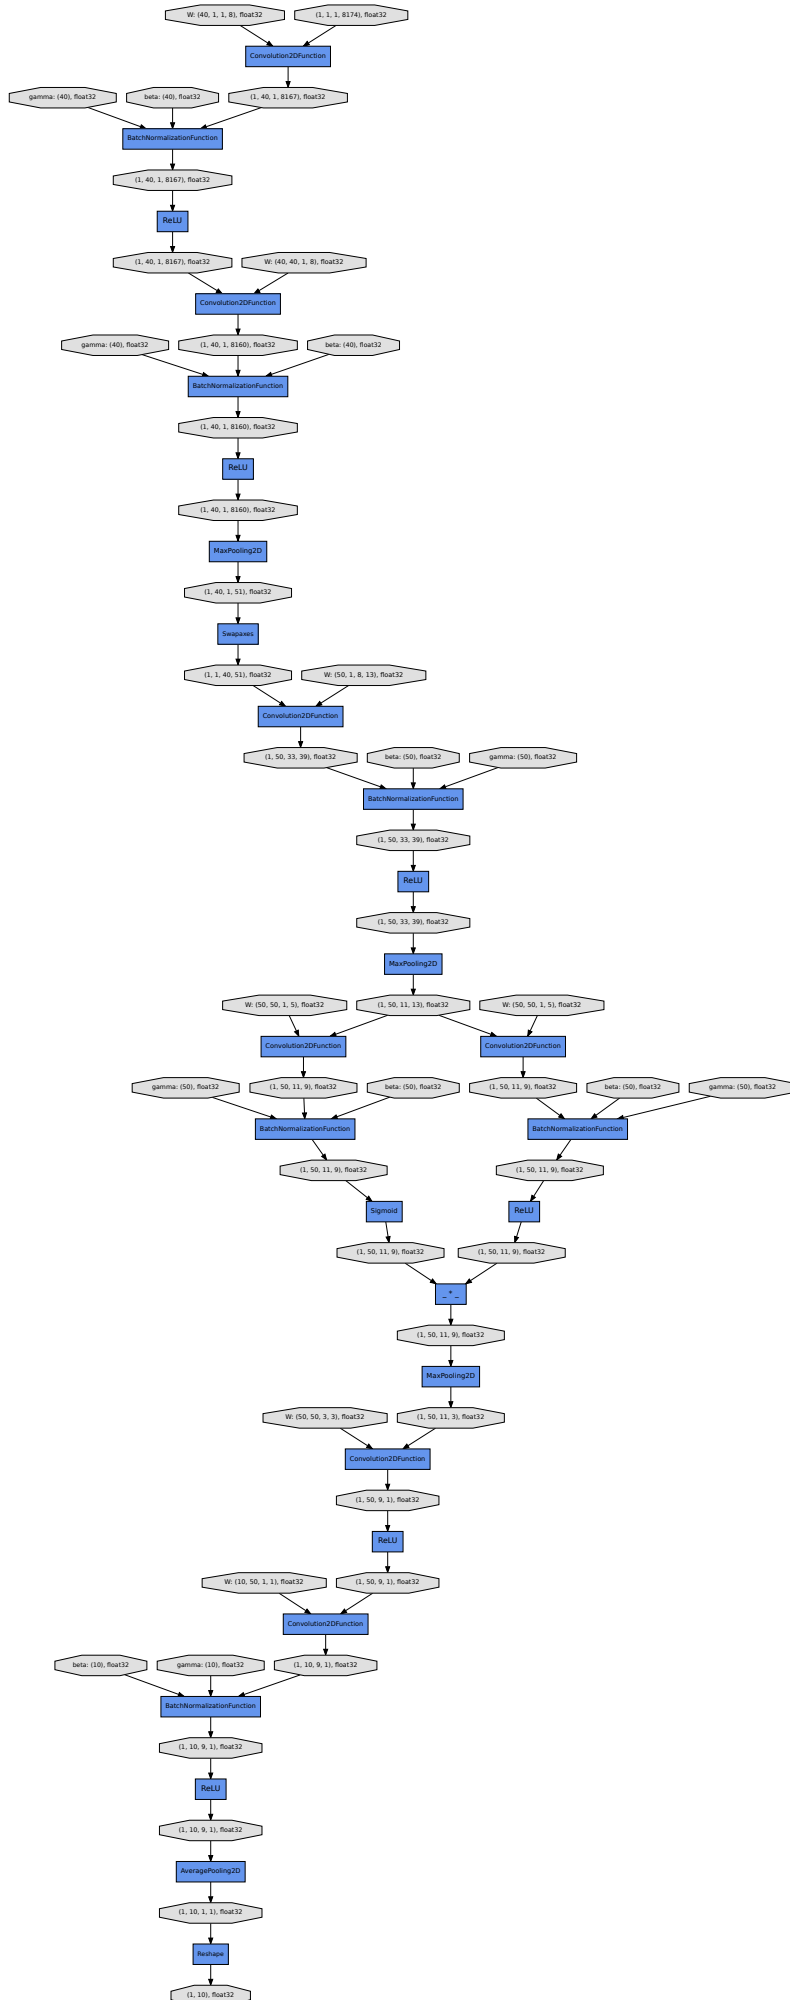 W: (40, 1, 1, 8), float32
(1, 1, 1, 8174), float32
Convolution2DFunction
gamma: (40), float32
beta: (40), float32
(1, 40, 1, 8167), float32
BatchNormalizationFunction
(1, 40, 1, 8167), float32
ReLU
(1, 40, 1, 8167), float32
W: (40, 40, 1, 8), float32
Convolution2DFunction
gamma: (40), float32
(1, 40, 1, 8160), float32
beta: (40), float32
BatchNormalizationFunction
(1, 40, 1, 8160), float32
ReLU
(1, 40, 1, 8160), float32
MaxPooling2D
(1, 40, 1, 51), float32
Swapaxes
(1, 1, 40, 51), float32
W: (50, 1, 8, 13), float32
Convolution2DFunction
(1, 50, 33, 39), float32
beta: (50), float32
gamma: (50), float32
BatchNormalizationFunction
(1, 50, 33, 39), float32
ReLU
(1, 50, 33, 39), float32
MaxPooling2D
W: (50, 50, 1, 5), float32
(1, 50, 11, 13), float32
W: (50, 50, 1, 5), float32
Convolution2DFunction
Convolution2DFunction
gamma: (50), float32
(1, 50, 11, 9), float32
beta: (50), float32
(1, 50, 11, 9), float32
beta: (50), float32
gamma: (50), float32
BatchNormalizationFunction
BatchNormalizationFunction
(1, 50, 11, 9), float32
(1, 50, 11, 9), float32
Sigmoid
ReLU
(1, 50, 11, 9), float32
(1, 50, 11, 9), float32
_ * _
(1, 50, 11, 9), float32
MaxPooling2D
W: (50, 50, 3, 3), float32
(1, 50, 11, 3), float32
Convolution2DFunction
(1, 50, 9, 1), float32
ReLU
W: (10, 50, 1, 1), float32
(1, 50, 9, 1), float32
Convolution2DFunction
beta: (10), float32
gamma: (10), float32
(1, 10, 9, 1), float32
BatchNormalizationFunction
(1, 10, 9, 1), float32
ReLU
(1, 10, 9, 1), float32
AveragePooling2D
(1, 10, 1, 1), float32
Reshape
(1, 10), float32